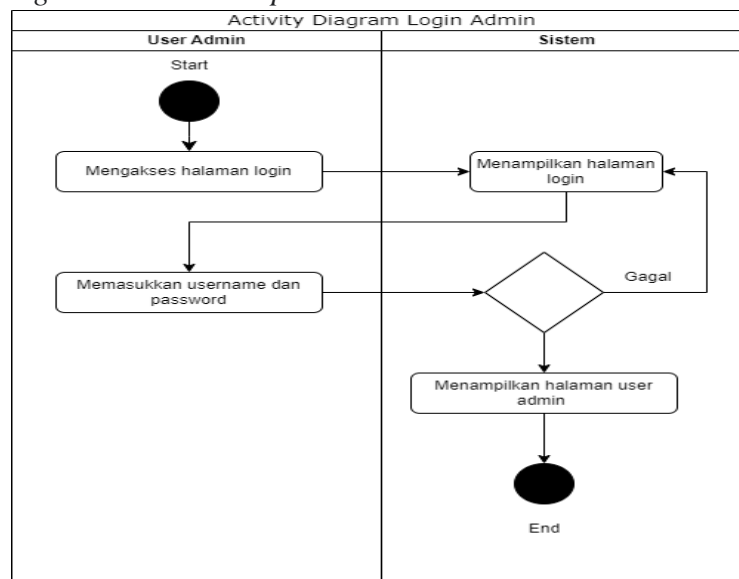 Activity Diagram Login Admin
User Admin
Sistem
Start
Mengakses halaman login
Menampilkan halaman
login
Memasukkan username dan
password
Gagal
Menampilkan halaman user
admin
End